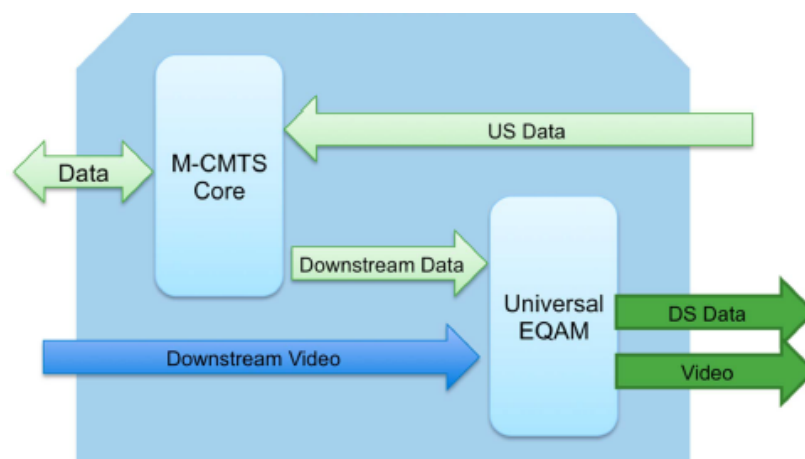 M-CMTS
Core
US Data
Data
Downstream Data
Universal
EQAM
DS Data
Downstream Video
Video